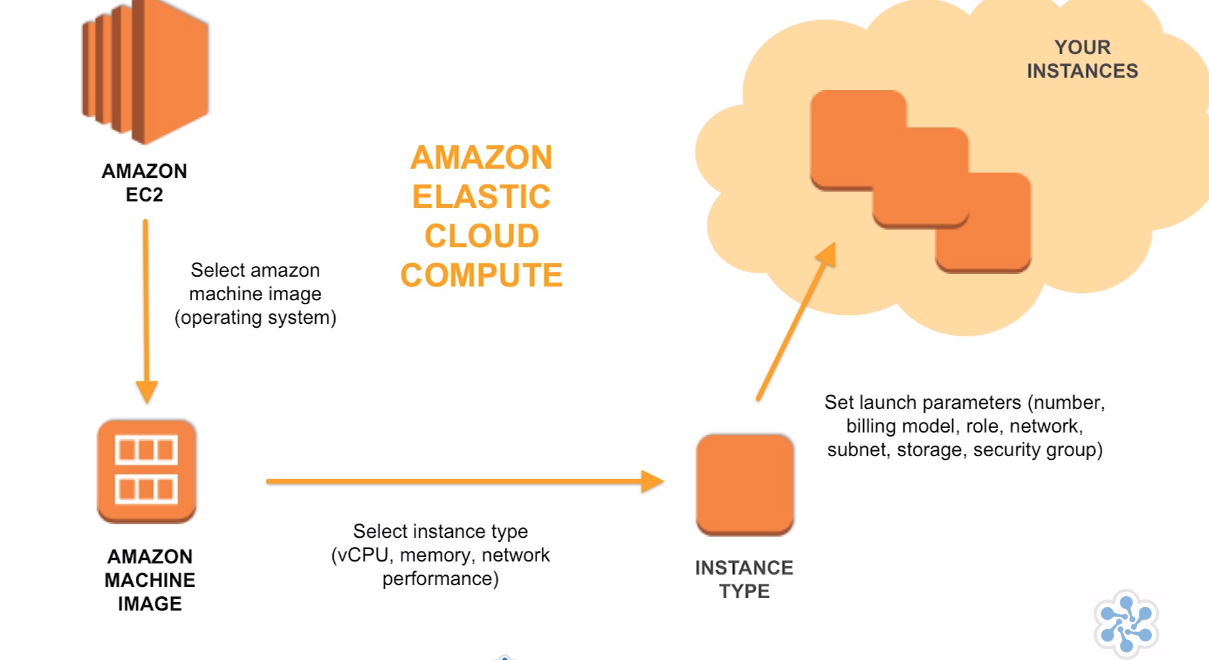 YOUR
INSTANCES
AMAZON
EC2
AMAZON
ELASTIC
CLOUD
COMPUTE
Select amazon
machine image
(operating system)
Set launch parameters (number,
billing model, role, network,
subnet, storage, security group)
Select instance type
(vCPU, memory, network
performance)
AMAZON
MACHINE
IMAGE
INSTANCE
TYPE